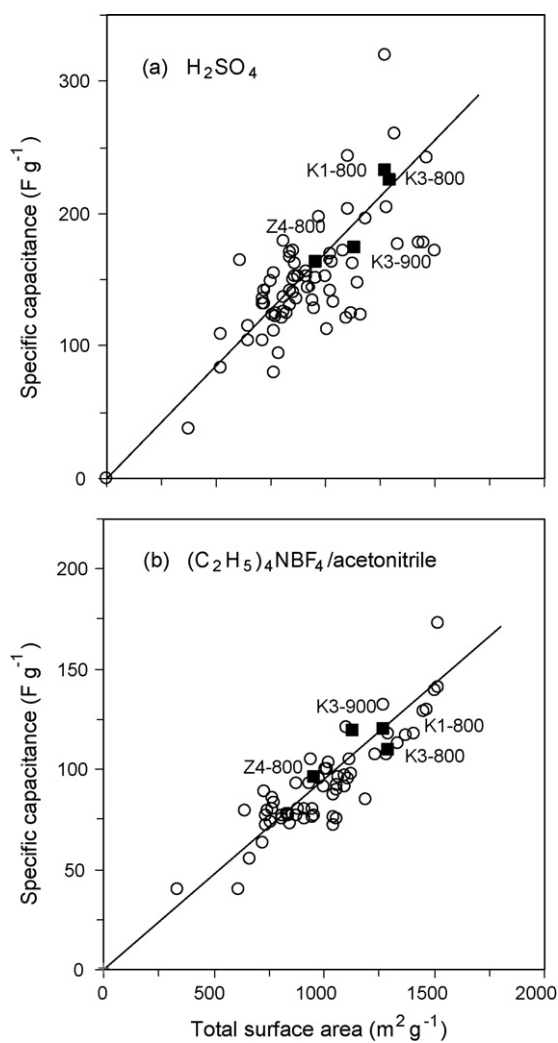 (a) H₂SO₄
300
200
100
0
Specific capacitance (F g⁻¹)
K1-800
K3-800
Z4-800
K3-900
(b) (C₂H₅)₄NBF₄/acetonitrile
200
150
100
50
0
Specific capacitance (F g⁻¹)
K3-900
K1-800
Z4-800
K3-800
0 500 1000 1500 2000
Total surface area (m² g⁻¹)